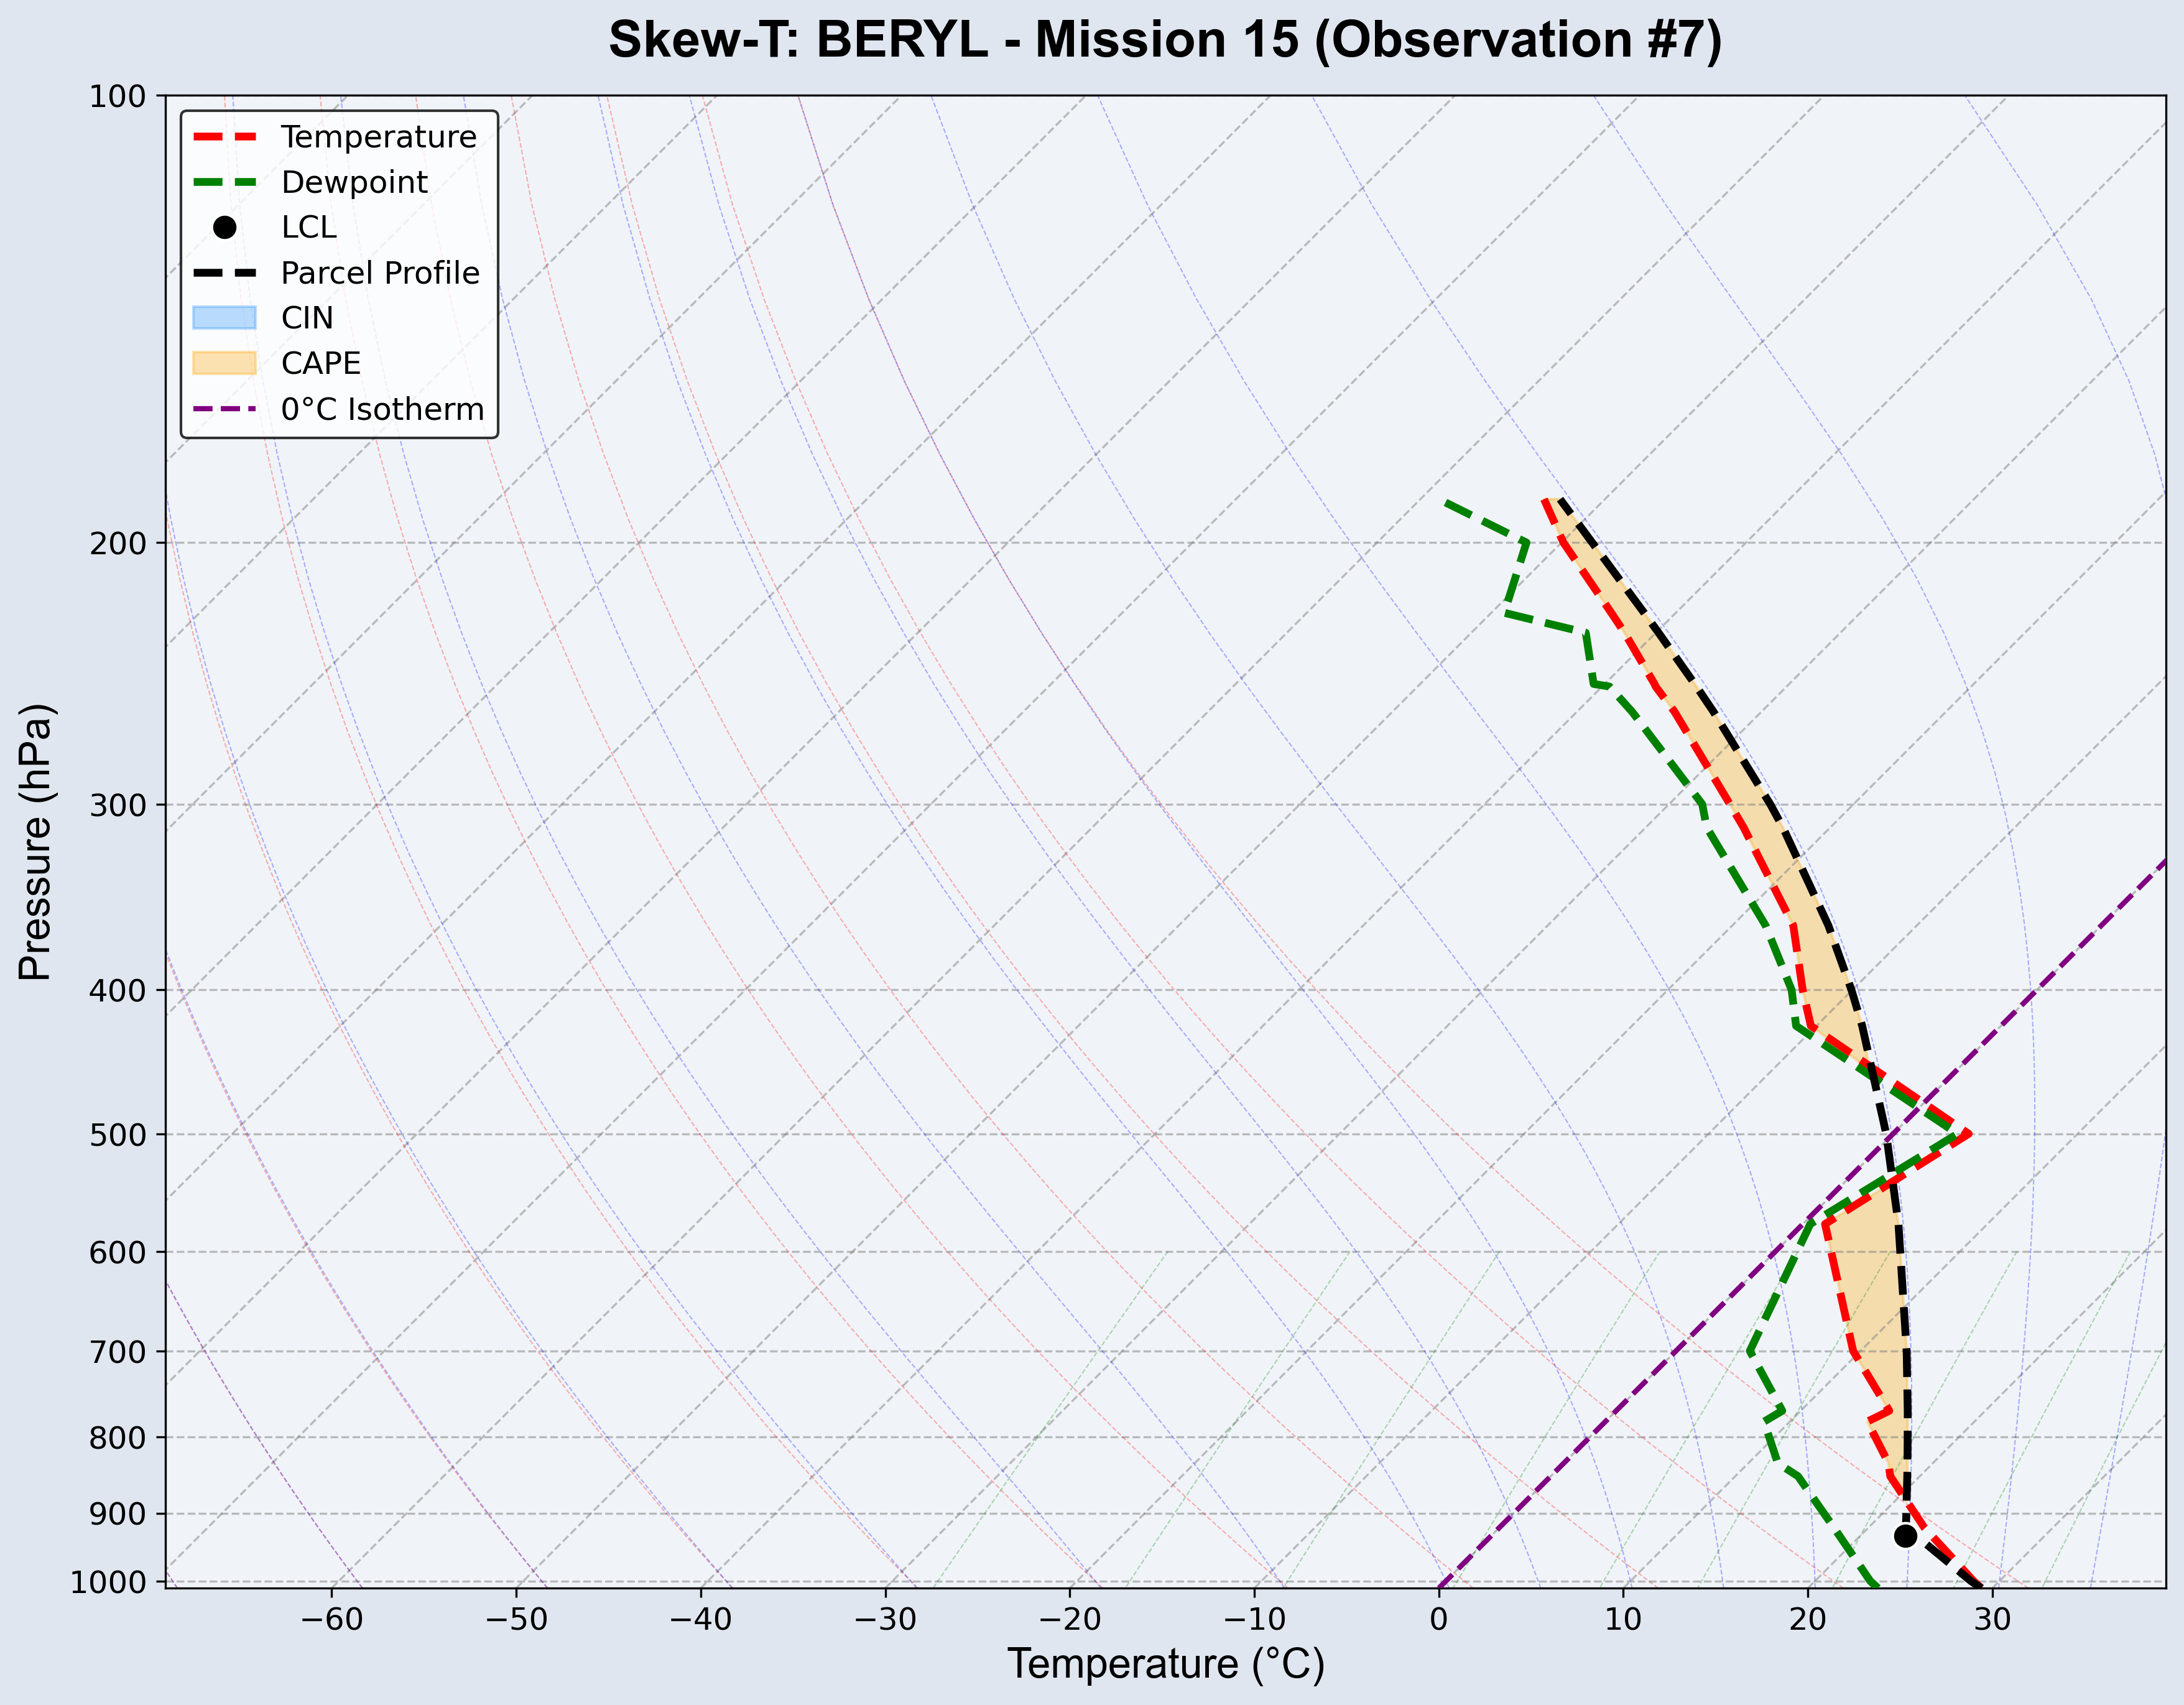 Skew-T: BERYL - Mission 15 (Observation #7)
100
200
300
400
500
600
700
800
900
1000
Pressure (hPa)
Temperature
Dewpoint
LCL
Parcel Profile
CIN
CAPE
0°C Isotherm
−60 −50 −40 −30 −20 −10 0 10 20 30
Temperature (°C)